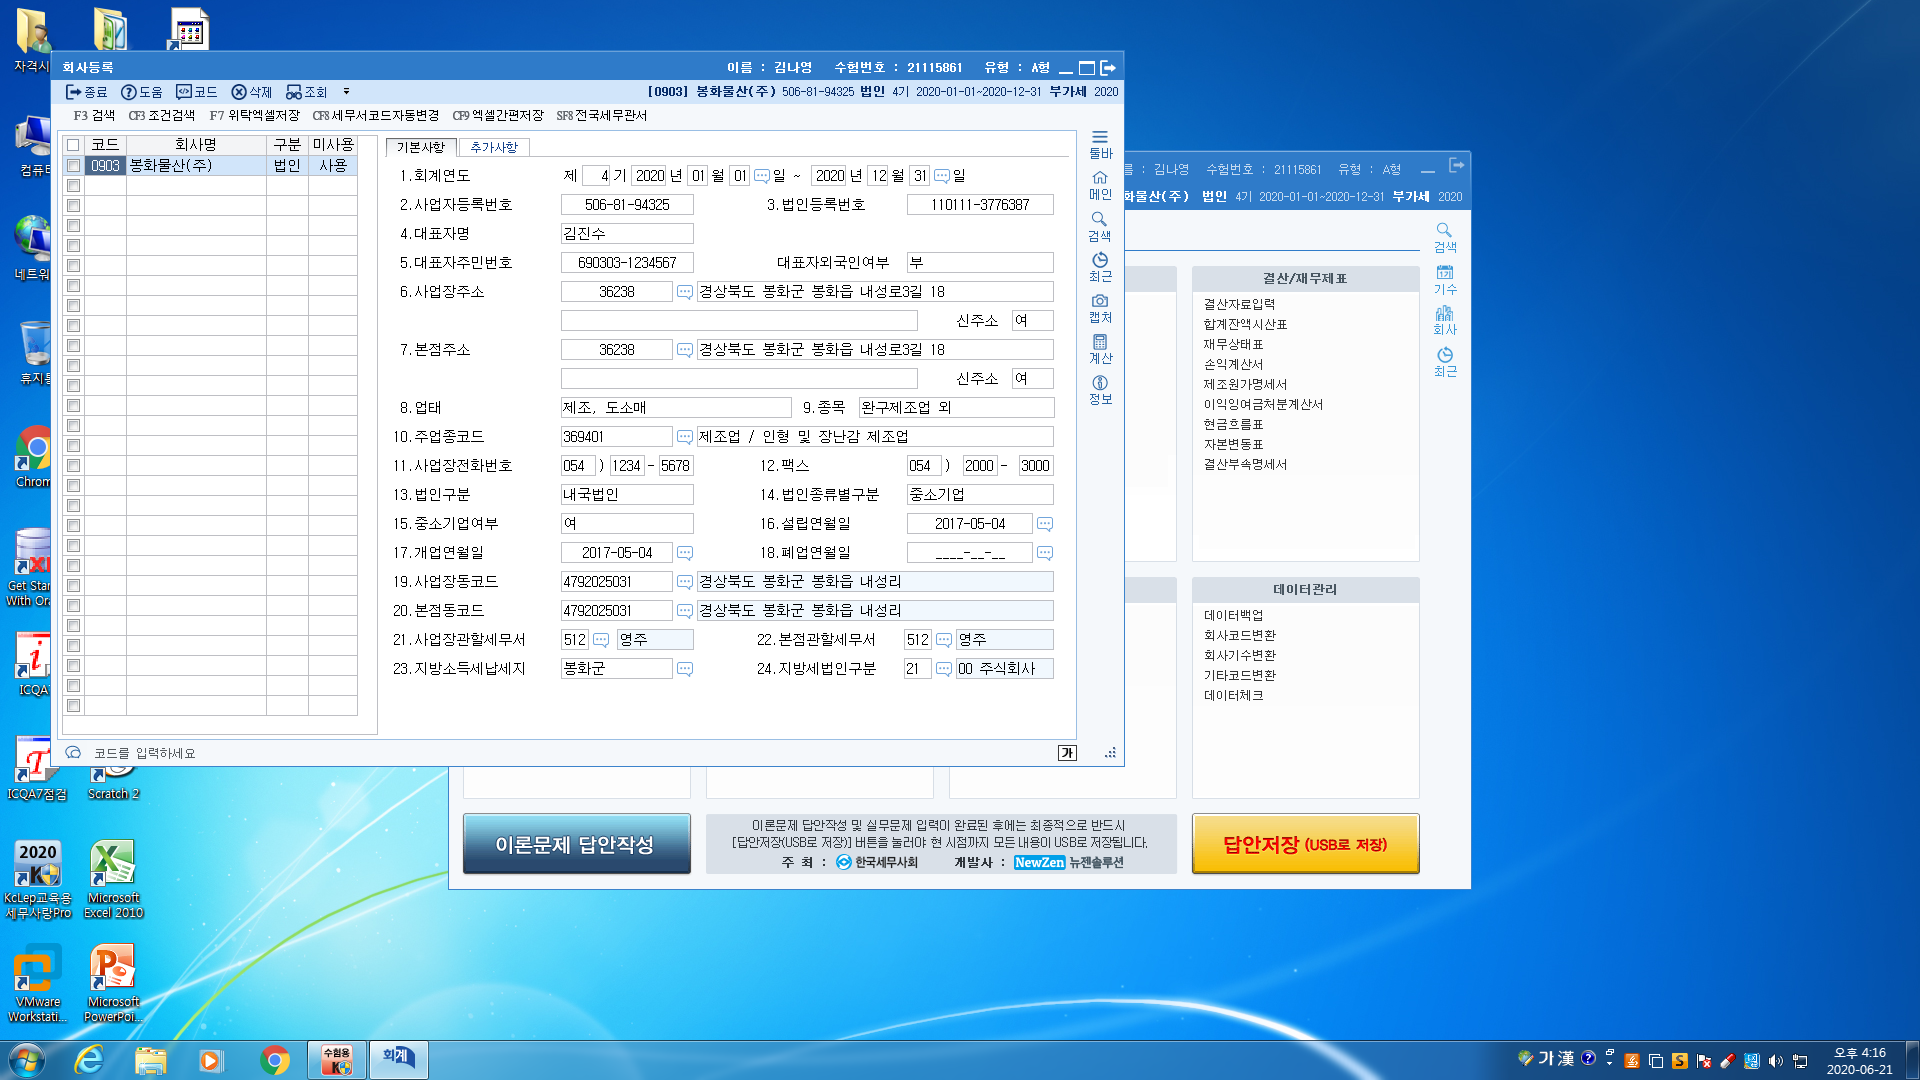 자격시
회사등록
이름 : 김나영 수험번호 : 21115861 유형 : A형
종료 도움 코드 삭제 조회
[0903] 봉화물산(주) 506-81-94325 법인 4기 2020-01-01~2020-12-31 부가세 2020
F3 검색 CF3 조건검색 F7 위탁엑셀저장 CF8 세무서코드자동변경 CF9 엑셀간편저장 SF8 전국세무관서
코드 회사명 구분 미사용
0903 봉화물산(주) 법인 사용
기본사항 추가사항
1.회계연도 제 4 기 2020 년 01 월 01 일 ~ 2020 년 12 월 31 일
2.사업자등록번호 506-81-94325 3.법인등록번호 110111-3776387
4.대표자명 김진수
5.대표자주민번호 690303-1234567 대표자외국인여부 부
6.사업장주소 36238 경상북도 봉화군 봉화읍 내성로3길 18
신주소 여
7.본점주소 36238 경상북도 봉화군 봉화읍 내성로3길 18
신주소 여
8.업태 제조, 도소매 9.종목 완구제조업 외
10.주업종코드 369401 제조업 / 인형 및 장난감 제조업
11.사업장전화번호 054 ) 1234 - 5678 12.팩스 054 ) 2000 - 3000
13.법인구분 내국법인 14.법인종류별구분 중소기업
15.중소기업여부 여 16.설립연월일 2017-05-04
17.개업연월일 2017-05-04 18.폐업연월일 ____-__-__
19.사업장동코드 4792025031 경상북도 봉화군 봉화읍 내성리
20.본점동코드 4792025031 경상북도 봉화군 봉화읍 내성리
21.사업장관할세무서 512 영주 22.본점관할세무서 512 영주
23.지방소득세납세지 봉화군 24.지방세법인구분 21 00 주식회사
코드를 입력하세요
가
툴바
메인
검색
최근
캡처
계산
정보
름 : 김나영 수험번호 : 21115861 유형 : A형
화물산(주) 법인 4기 2020-01-01~2020-12-31 부가세 2020
검색
기수
회사
최근
결산/재무제표
결산자료입력
합계잔액시산표
재무상태표
손익계산서
제조원가명세서
이익잉여금처분계산서
현금흐름표
자본변동표
결산부속명세서
데이터관리
데이터백업
회사코드변환
회사기수변환
기타코드변환
데이터체크
이론문제 답안작성
이론문제 답안작성 및 실무문제 입력이 완료된 후에는 최종적으로 반드시
[답안저장(USB로 저장)] 버튼을 눌러야 현 시점까지 모든 내용이 USB로 저장됩니다.
주 최 : 한국세무사회 개발사 : NewZen 뉴젠솔루션
답안저장 (USB로 저장)
컴퓨터
네트워
휴지통
Chrom
Get Star
With Ora
ICQA
ICQA7점검
Scratch 2
2020
KcLep교육용
세무사랑Pro
Microsoft
Excel 2010
VMware
Workstati...
Microsoft
PowerPoi...
수험용
회계
가 漢
오후 4:16
2020-06-21